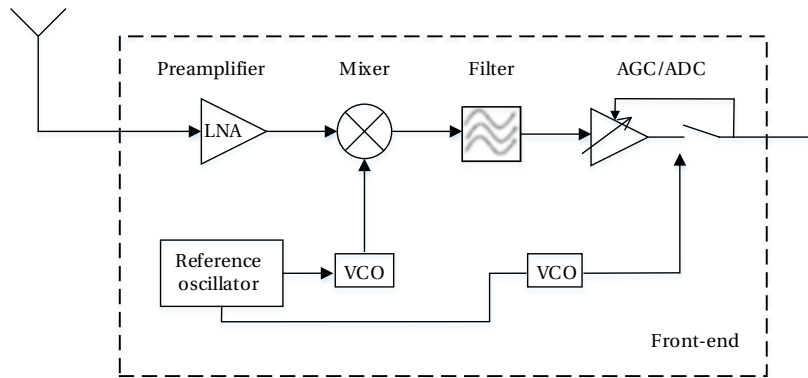 Preamplifier
Mixer
Filter
AGC/ADC
LNA
Reference
oscillator
VCO
VCO
Front-end